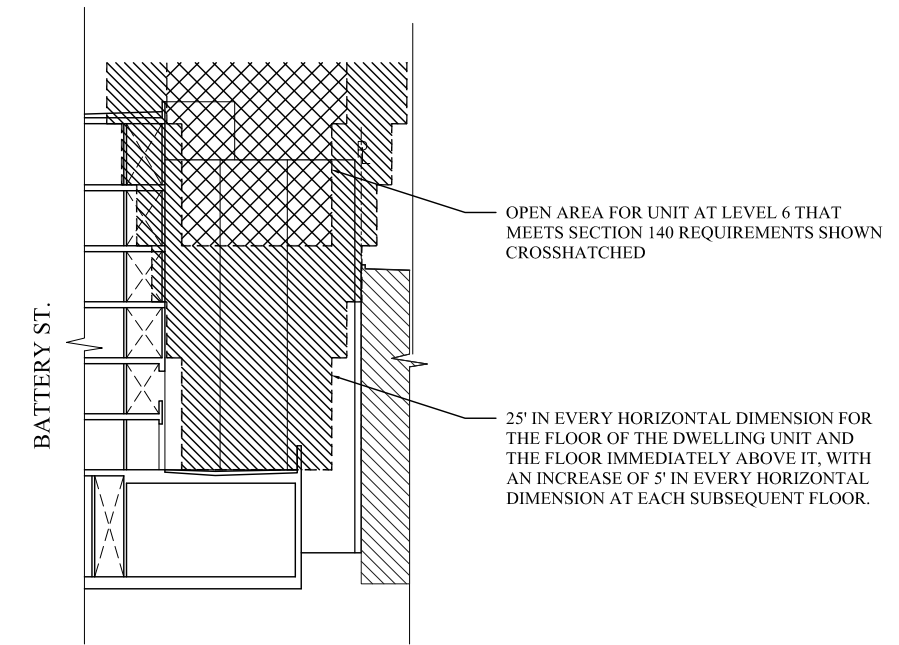 BATTERY ST.
OPEN AREA FOR UNIT AT LEVEL 6 THAT
MEETS SECTION 140 REQUIREMENTS SHOWN
CROSSHATCHED
25' IN EVERY HORIZONTAL DIMENSION FOR
THE FLOOR OF THE DWELLING UNIT AND
THE FLOOR IMMEDIATELY ABOVE IT, WITH
AN INCREASE OF 5' IN EVERY HORIZONTAL
DIMENSION AT EACH SUBSEQUENT FLOOR.